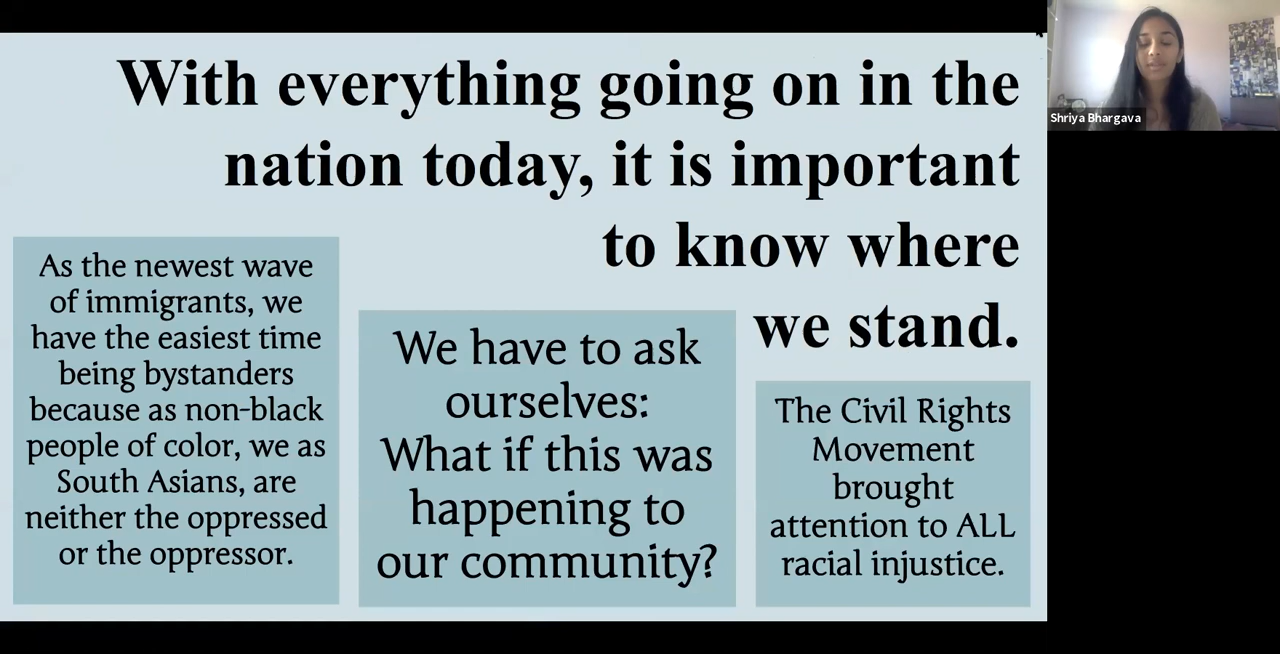 With everything going on in the
nation today, it is important
to know where
we stand.
As the newest wave
of immigrants, we
have the easiest time
being bystanders
because as non-black
people of color, we as
South Asians, are
neither the oppressed
or the oppressor.
We have to ask
ourselves:
What if this was
happening to
our community?
The Civil Rights
Movement
brought
attention to ALL
racial injustice.
Shriya Bhargava